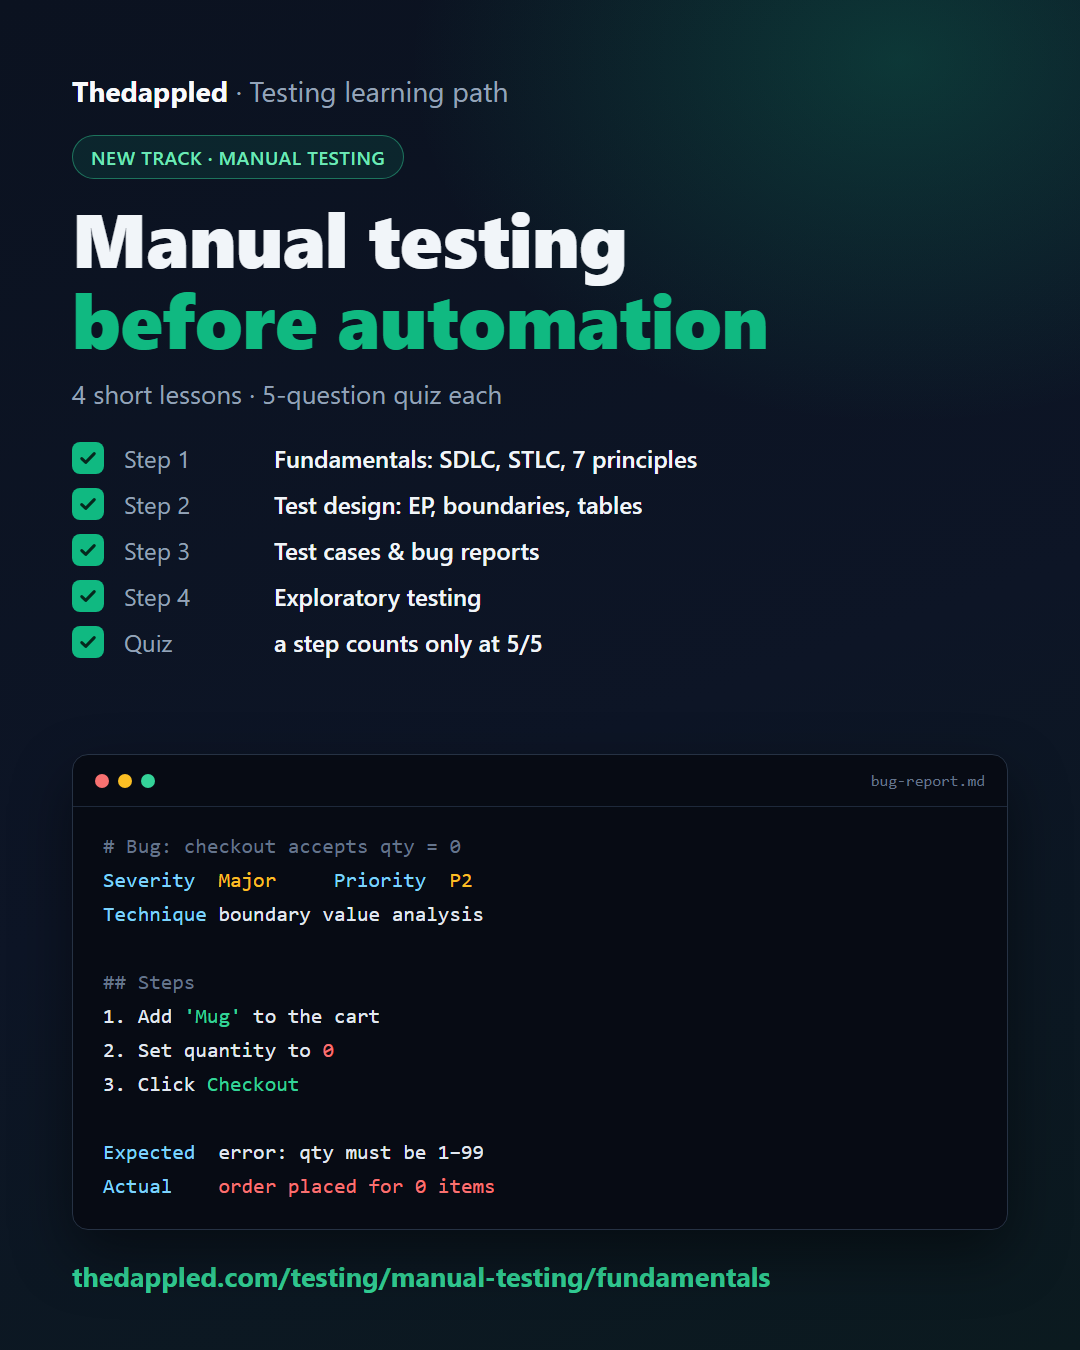 Thedappled · Testing learning path
NEW TRACK · MANUAL TESTING
Manual testing
before automation
4 short lessons · 5-question quiz each
Step 1 Fundamentals: SDLC, STLC, 7 principles
Step 2 Test design: EP, boundaries, tables
Step 3 Test cases & bug reports
Step 4 Exploratory testing
Quiz a step counts only at 5/5
bug-report.md
# Bug: checkout accepts qty = 0
Severity Major Priority P2
Technique boundary value analysis
## Steps
1. Add 'Mug' to the cart
2. Set quantity to 0
3. Click Checkout
Expected error: qty must be 1–99
Actual order placed for 0 items
thedappled.com/testing/manual-testing/fundamentals